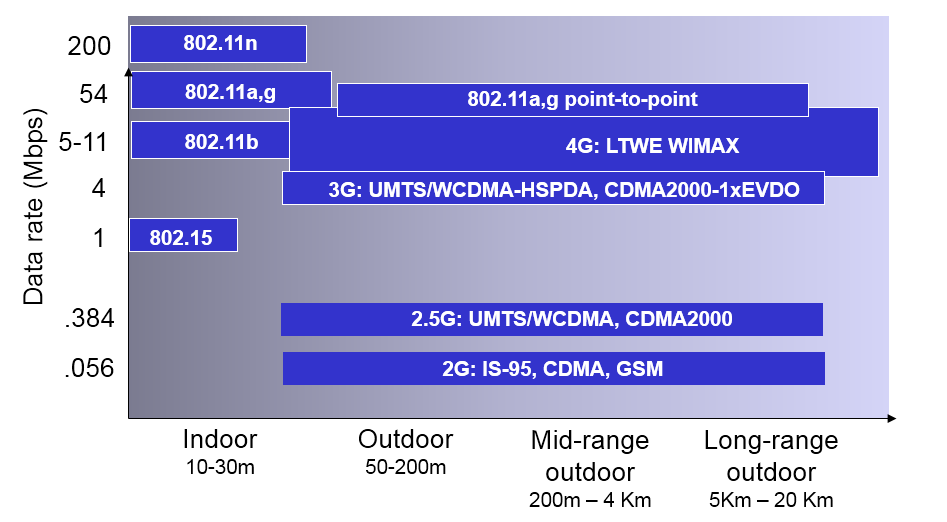 Data rate (Mbps)
200
802.11n
54
802.11a,g
802.11a,g point-to-point
5-11
802.11b
4G: LTWE WIMAX
4
3G: UMTS/WCDMA-HSPDA, CDMA2000-1xEVDO
1
802.15
.384
2.5G: UMTS/WCDMA, CDMA2000
.056
2G: IS-95, CDMA, GSM
Indoor
10-30m
Outdoor
50-200m
Mid-range
outdoor
200m – 4 Km
Long-range
outdoor
5Km – 20 Km